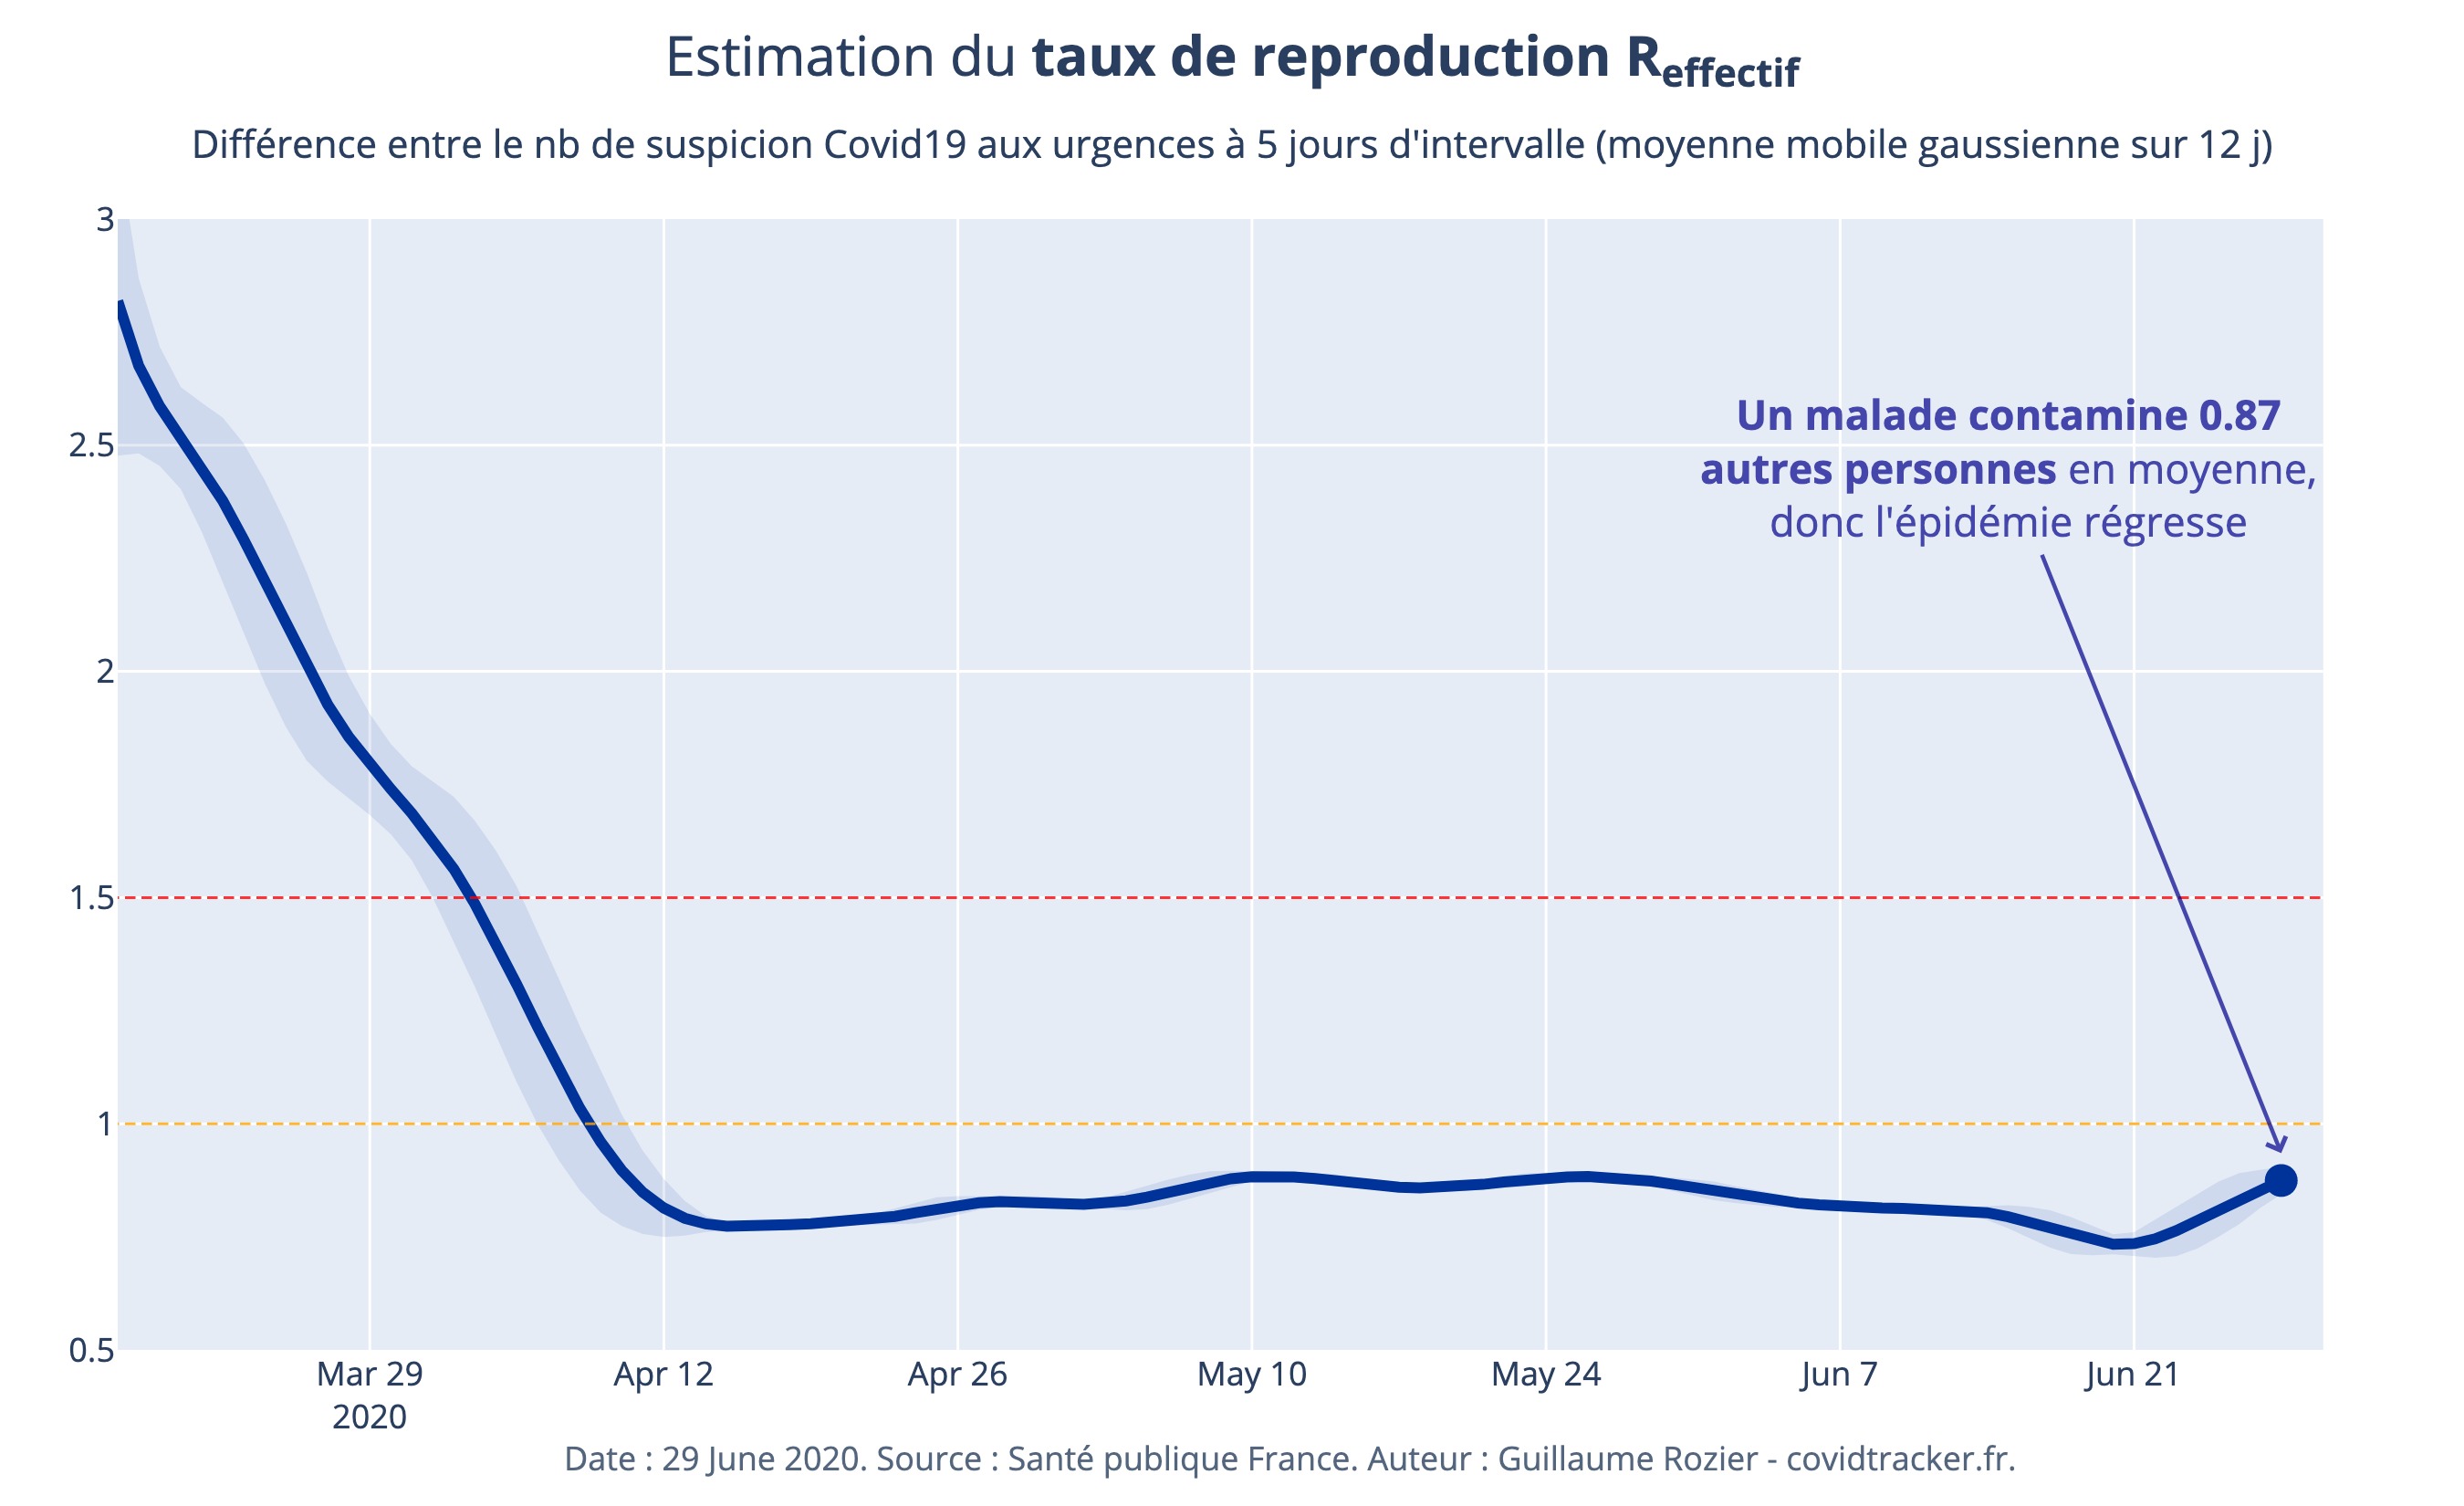 Estimation du taux de reproduction Reffectif
Différence entre le nb de suspicion Covid19 aux urgences à 5 jours d'intervalle (moyenne mobile gaussienne sur 12 j)
3
2.5
2
1.5
1
0.5
Un malade contamine 0.87
autres personnes en moyenne,
donc l'épidémie régresse
Mar 29
2020
Apr 12
Apr 26
May 10
May 24
Jun 7
Jun 21
Date : 29 June 2020. Source : Santé publique France. Auteur : Guillaume Rozier - covidtracker.fr.